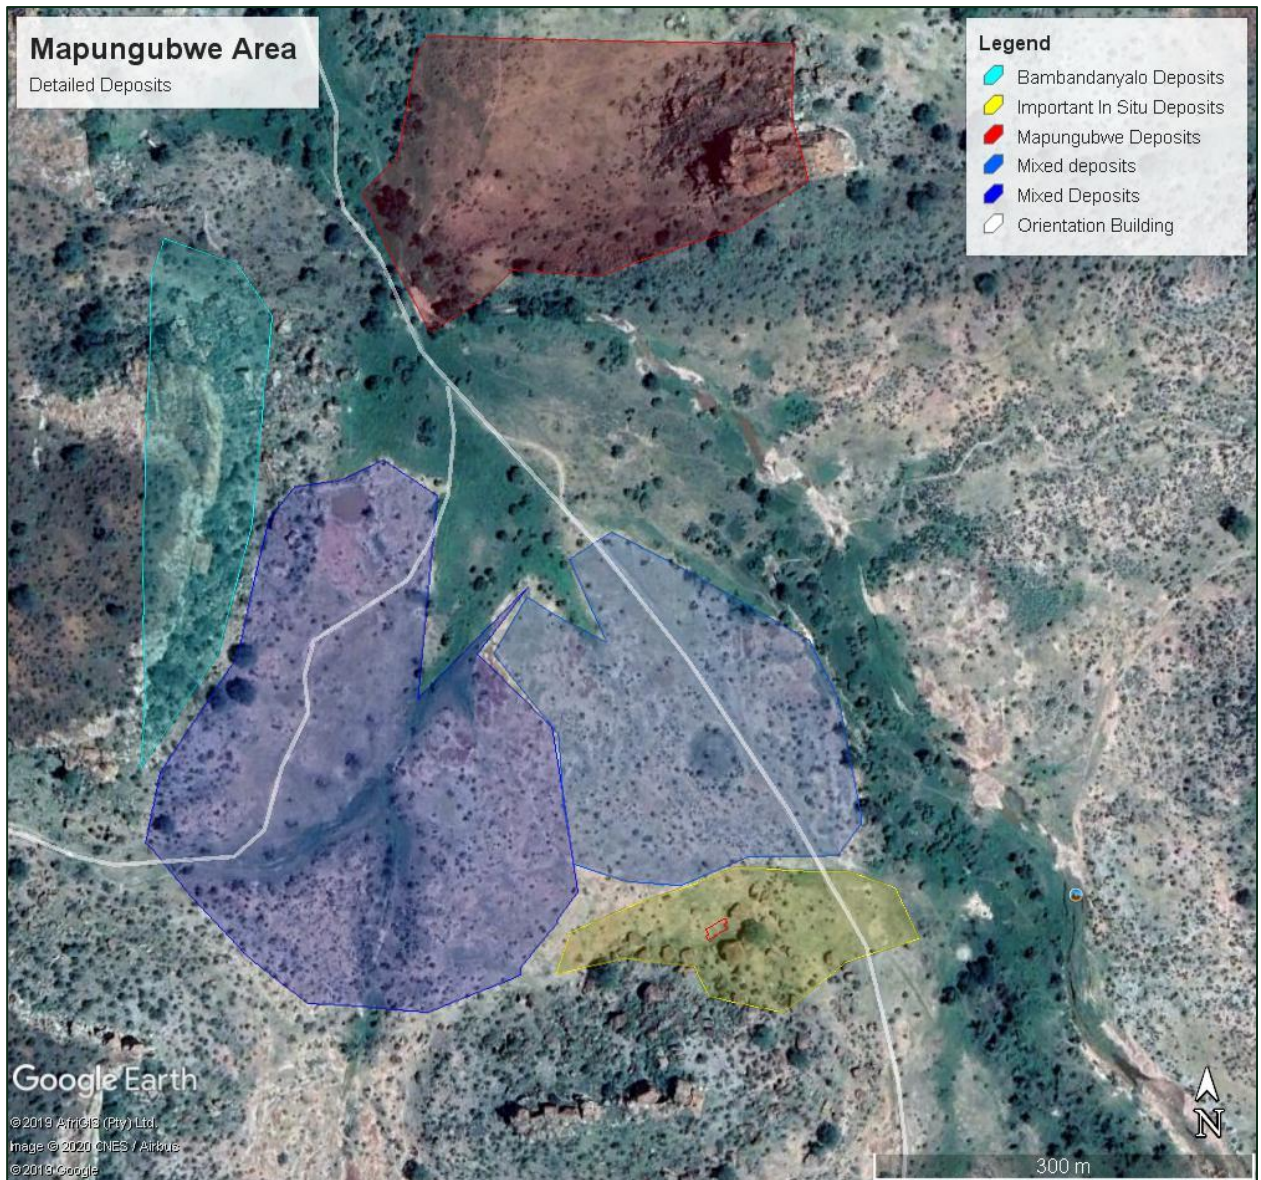 Mapungubwe Area
Detailed Deposits
Legend
Bambandanyalo Deposits
Important In Situ Deposits
Mapungubwe Deposits
Mixed deposits
Mixed Deposits
Orientation Building
Google Earth
©2019 AfriGIS (Pty) Ltd.
mage © 2020 CNES / Airbus
©2019 Google
N
300 m